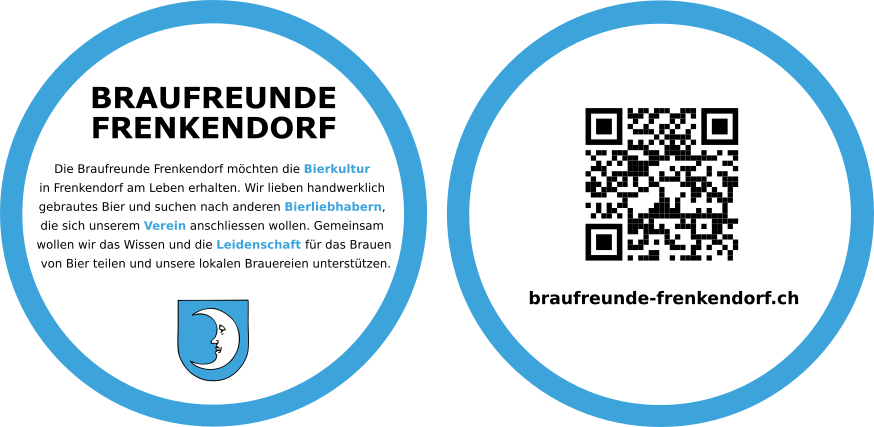 BRAUFREUNDE
FRENKENDORF
Die Braufreunde Frenkendorf möchten die Bierkultur
in Frenkendorf am Leben erhalten. Wir lieben handwerklich
gebrautes Bier und suchen nach anderen Bierliebhabern,
die sich unserem Verein anschliessen wollen. Gemeinsam
wollen wir das Wissen und die Leidenschaft für das Brauen
von Bier teilen und unsere lokalen Brauereien unterstützen.
braufreunde-frenkendorf.ch